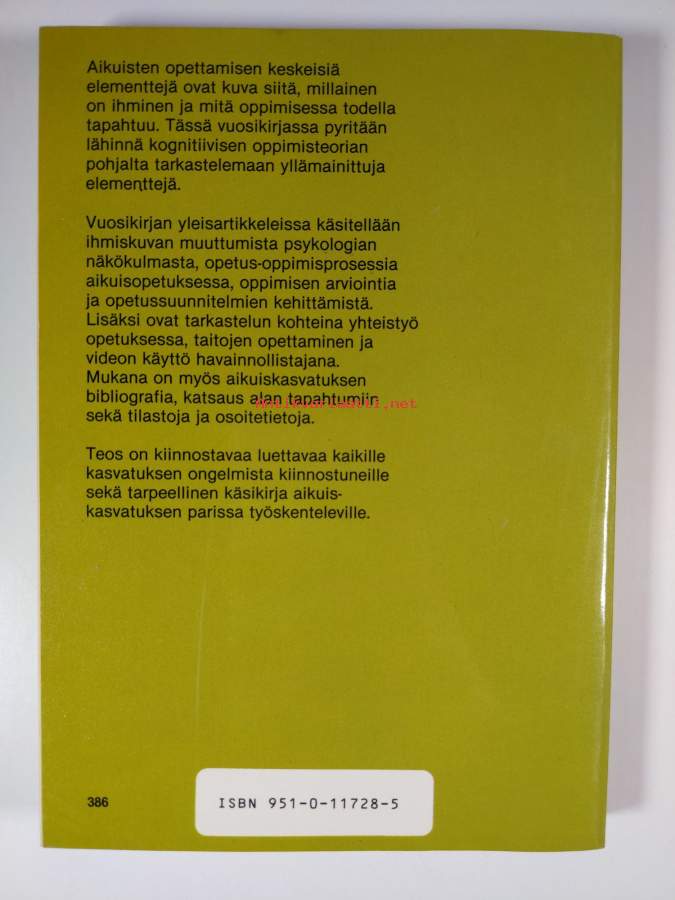 Aikuisten opettamisen keskeisiä
elementtejä ovat kuva siitä, millainen
on ihminen ja mitä oppimisessa todella
tapahtuu. Tässä vuosikirjassa pyritään
lähinnä kognitiivisen oppimisteorian
pohjalta tarkastelemaan yllämainittuja
elementtejä.
Vuosikirjan yleisartikkeleissa käsitellään
ihmiskuvan muuttumista psykologian
näkökulmasta, opetus-oppimisprosessia
aikuisopetuksessa, oppimisen arviointia
ja opetussuunnitelmien kehittämistä.
Lisäksi ovat tarkastelun kohteina yhteistyö
opetuksessa, taitojen opettaminen ja
videon käyttö havainnollistajana.
Mukana on myös aikuiskasvatuksen
bibliografia, katsaus alan tapahtumiin
Antikvariaatti.net
sekä tilastoja ja osoitetietoja.
Teos on kiinnostavaa luettavaa kaikille
kasvatuksen ongelmista kiinnostuneille
sekä tarpeellinen käsikirja aikuis-
kasvatuksen parissa työskenteleville.
386
ISBN 951-0-11728-5